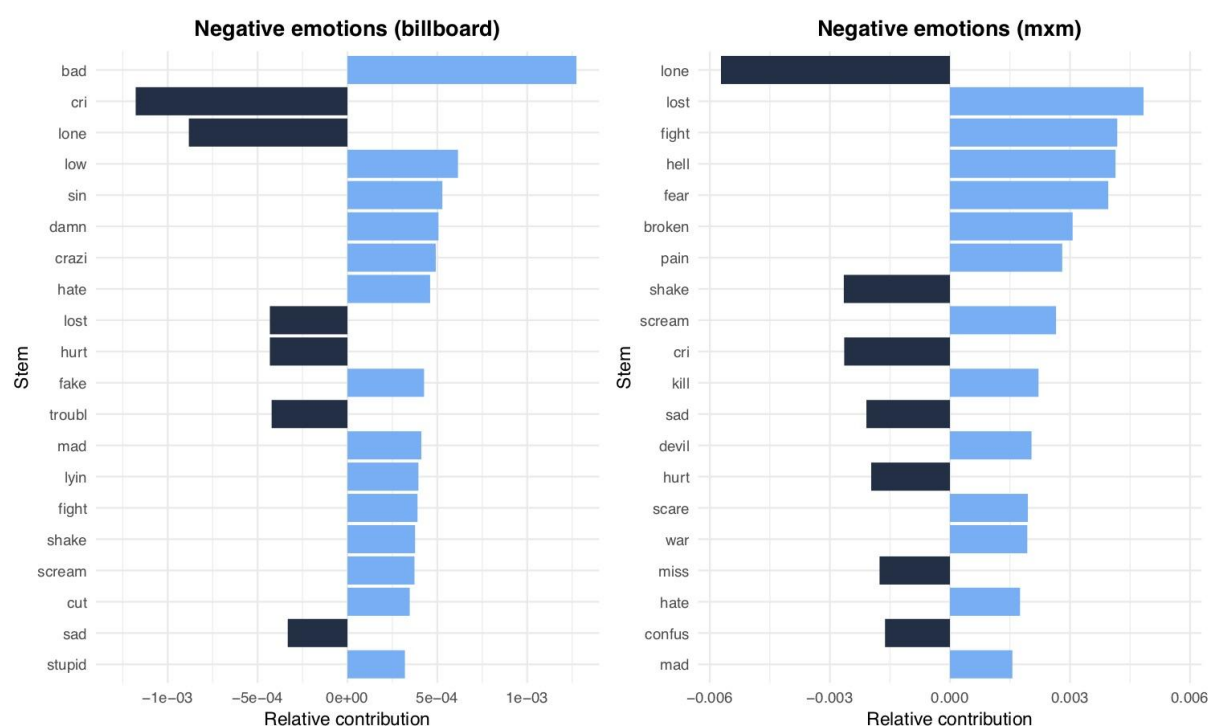 Negative emotions (billboard)
Stem
bad
cri
lone
low
sin
damn
crazi
hate
lost
hurt
fake
troubl
mad
lyin
fight
shake
scream
cut
sad
stupid
−1e−03 −5e−04 0e+00 5e−04 1e−03
Relative contribution
Negative emotions (mxm)
Stem
lone
lost
fight
hell
fear
broken
pain
shake
scream
cri
kill
sad
devil
hurt
scare
war
miss
hate
confus
mad
−0.006 −0.003 0.000 0.003 0.006
Relative contribution